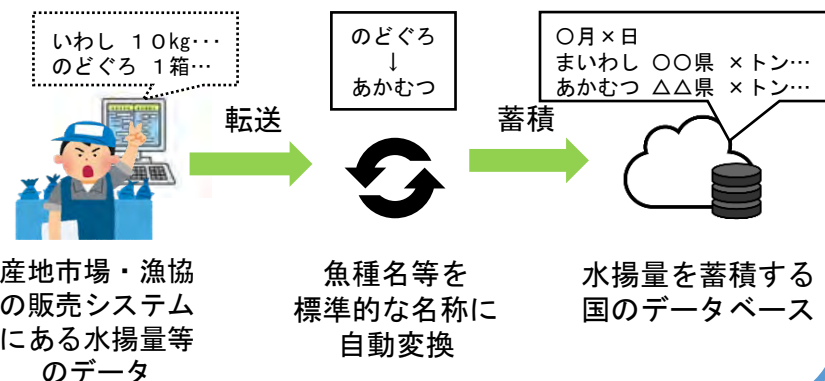 いわし １０kg…
のどぐろ １箱…
転送
のどぐろ
↓
あかむつ
蓄積
〇月×日
まいわし 〇〇県 ×トン…
あかむつ △△県 ×トン…
産地市場・漁協
の販売システム
にある水揚量等
のデータ
魚種名等を
標準的な名称に
自動変換
水揚量を蓄積する
国のデータベース